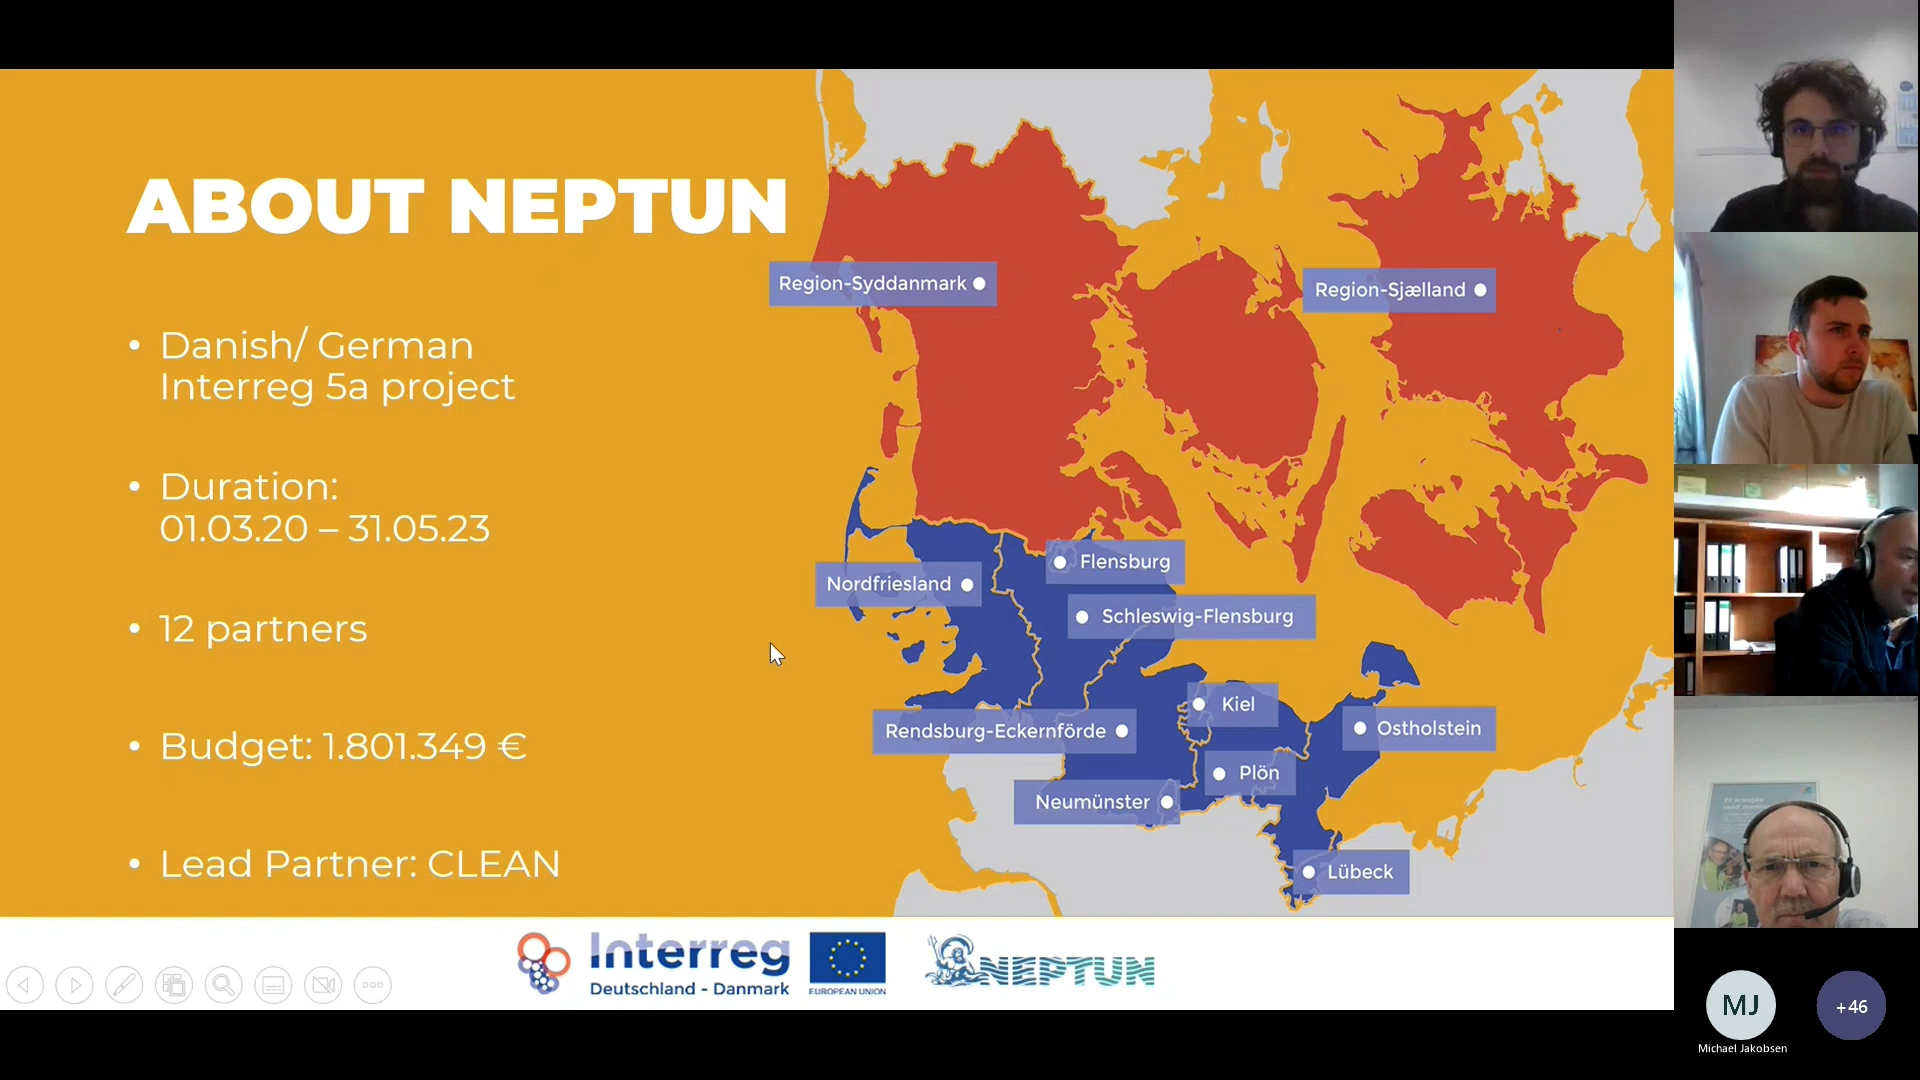 ABOUT NEPTUN
• Danish/ German
Interreg 5a project
• Duration:
01.03.20 – 31.05.23
• 12 partners
• Budget: 1.801.349 €
• Lead Partner: CLEAN
Region-Syddanmark
Region-Sjælland
Flensburg
Nordfriesland
Schleswig-Flensburg
Kiel
Rendsburg-Eckernförde
Ostholstein
Plön
Neumünster
Lübeck
Interreg
Deutschland - Danmark
EUROPEAN UNION
NEPTUN
MJ
Michael Jakobsen
+46